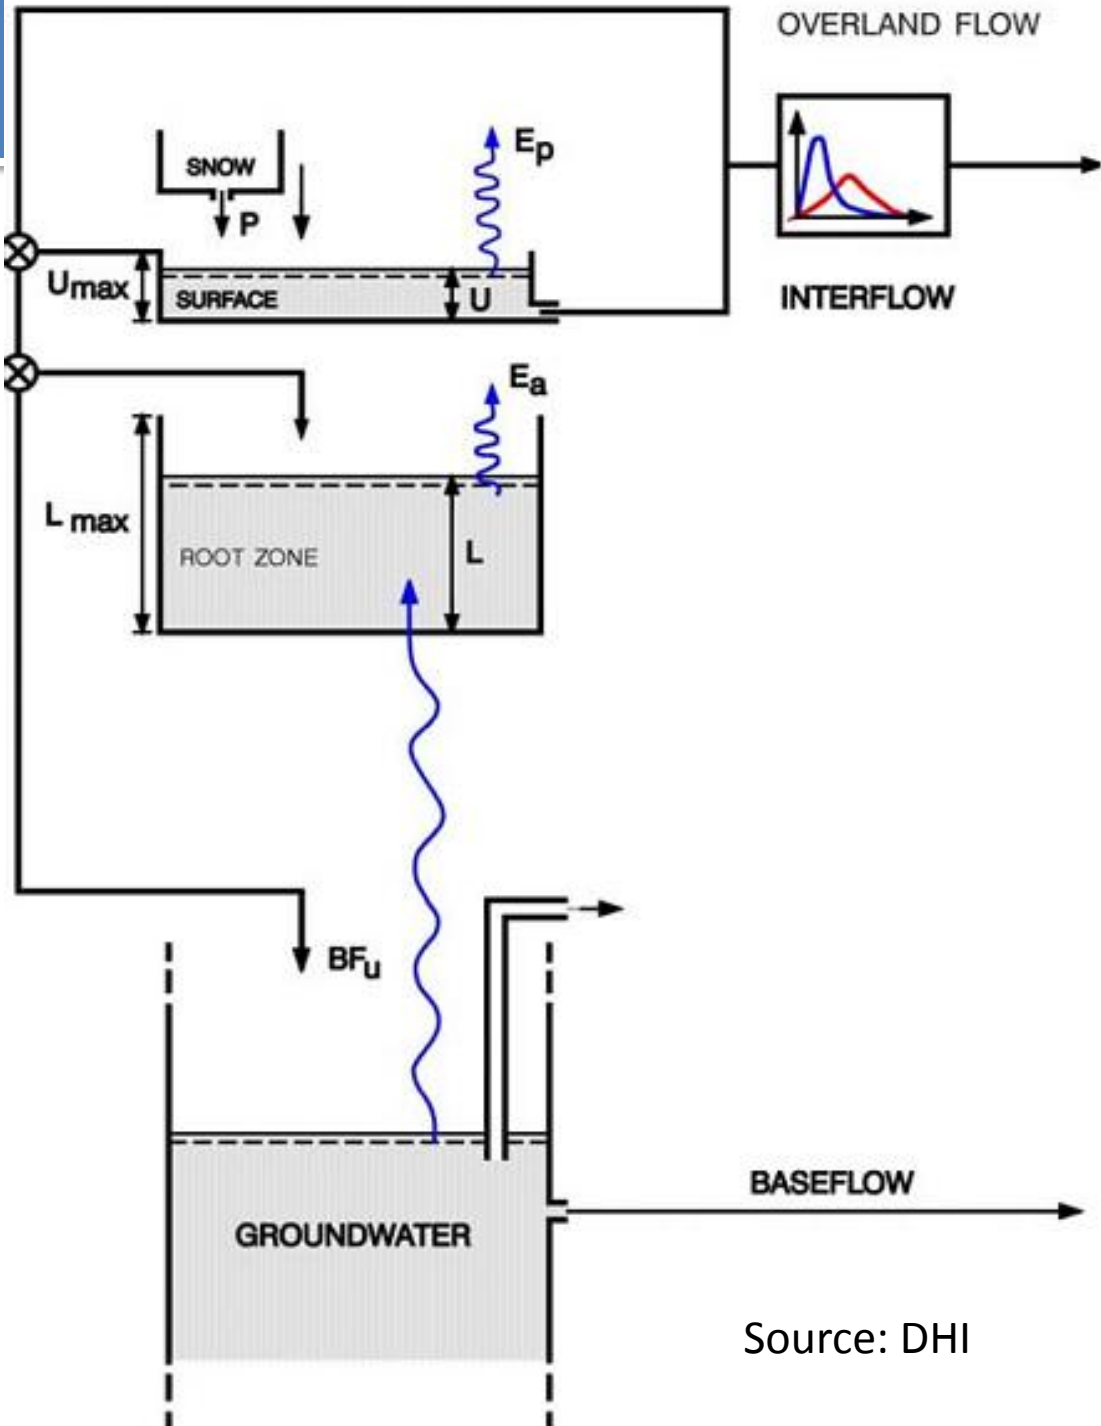 OVERLAND FLOW
SNOW
P
Ep
Umax
SURFACE
U
INTERFLOW
Ea
L max
ROOT ZONE
L
BFu
BASEFLOW
GROUNDWATER
Source: DHI